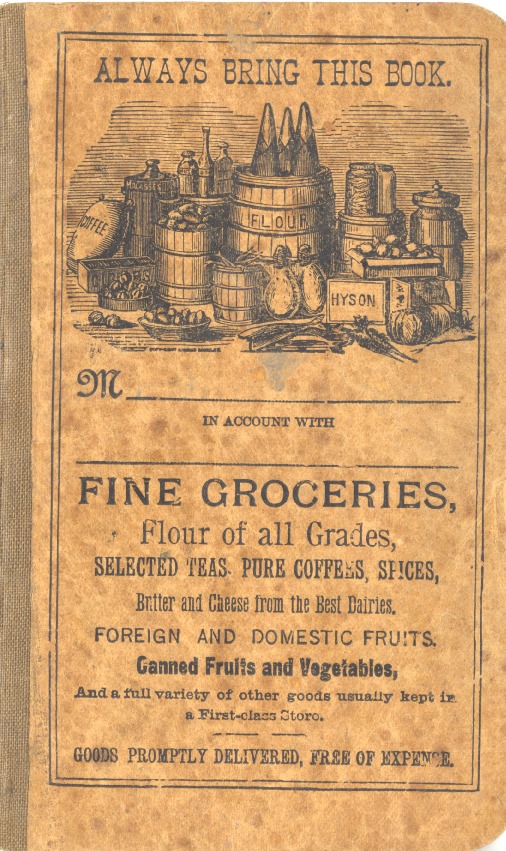 ALWAYS BRING THIS BOOK.
MOLASSES
COFFEE
FLOUR
HYSON
M
IN ACCOUNT WITH
FINE GROCERIES,
Flour of all Grades,
SELECTED TEAS. PURE COFFEES, SPICES,
Butter and Cheese from the Best Dairies.
FOREIGN AND DOMESTIC FRUITS.
Canned Fruits and Vegetables,
And a full variety of other goods usually kept in
a First-class Store.
GOODS PROMPTLY DELIVERED, FREE OF EXPENSE.